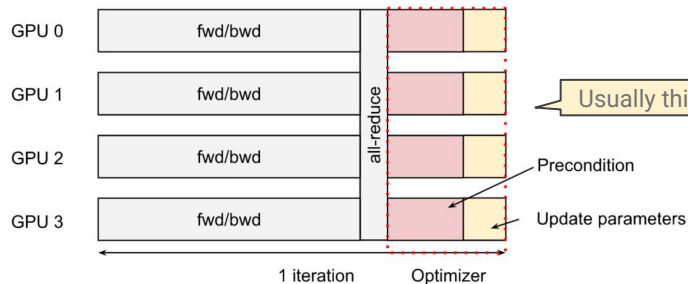 GPU 0
fwd/bwd
GPU 1
fwd/bwd
Usually thi
GPU 2
fwd/bwd
all-reduce
Precondition
GPU 3
fwd/bwd
Update parameters
1 iteration
Optimizer